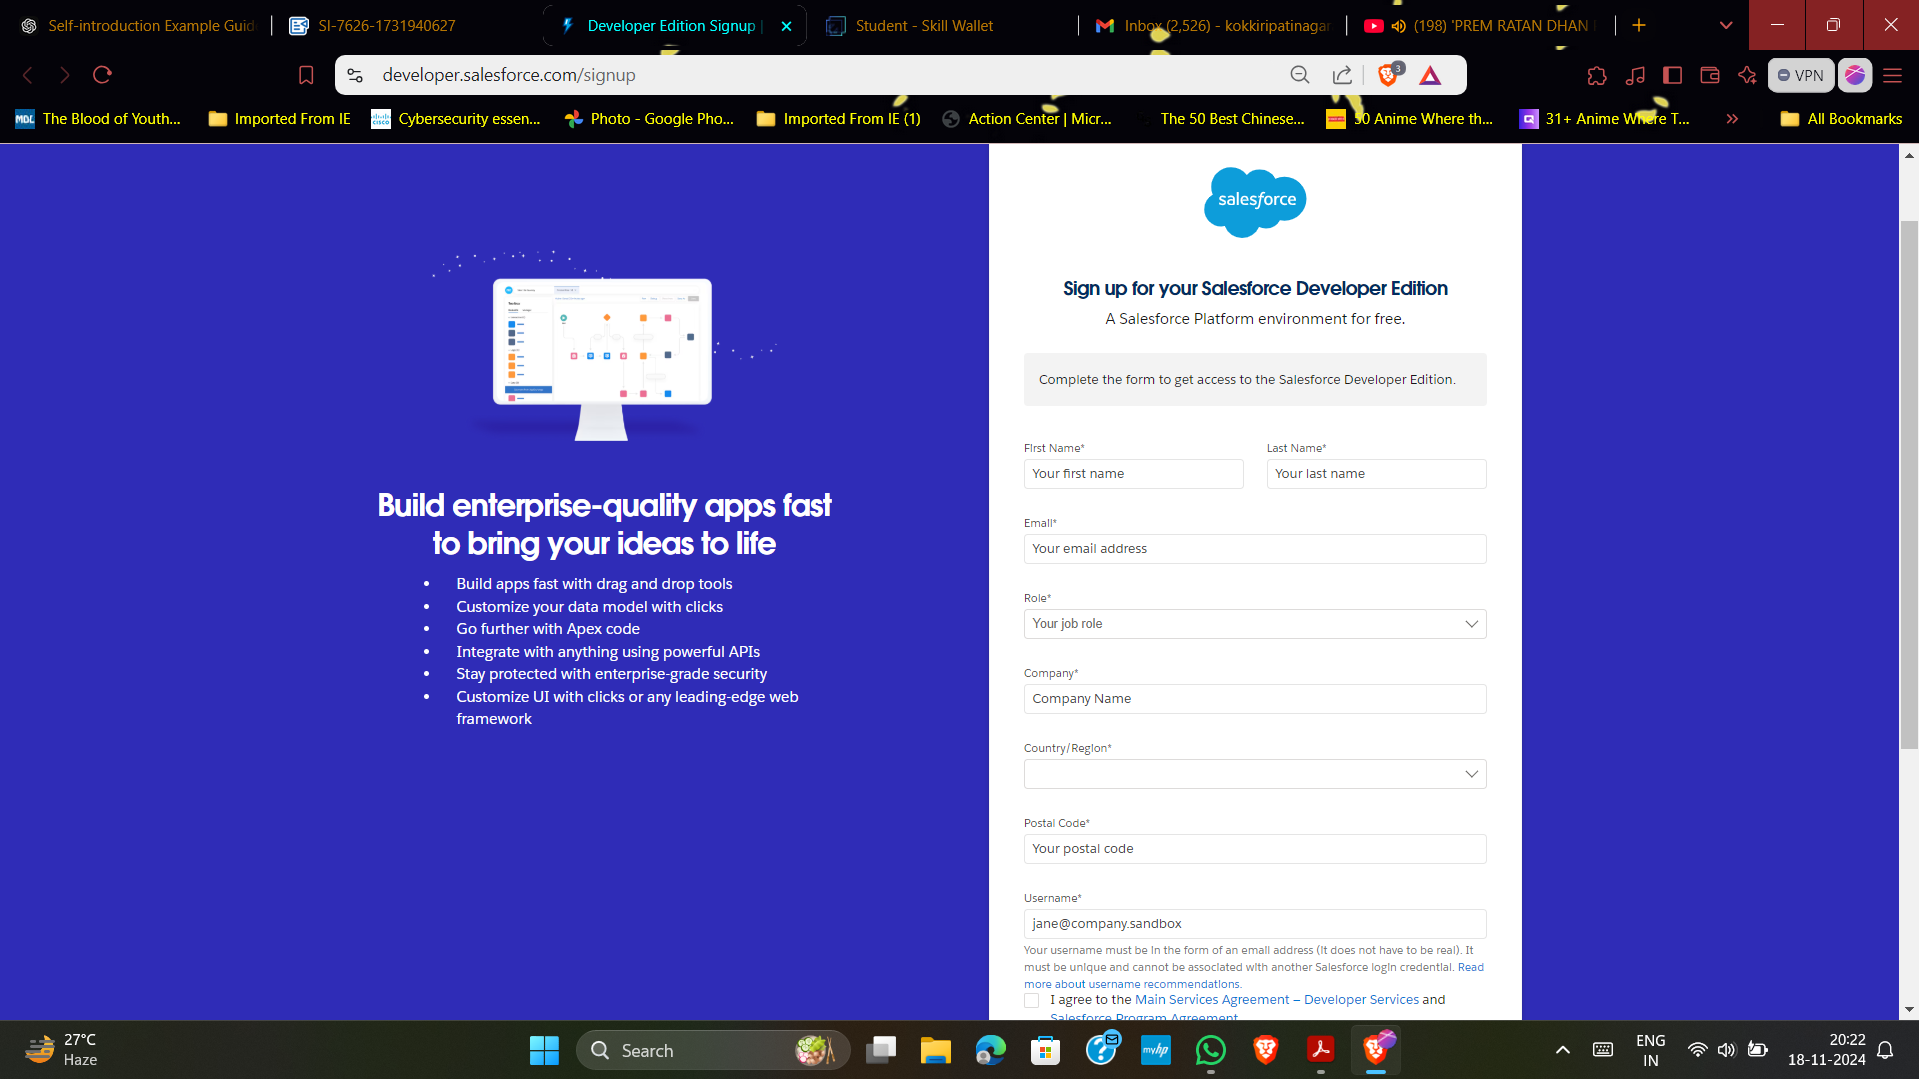 Self-introduction Example Guid
SI-7626-1731940627
Developer Edition Signup |
Student - Skill Wallet
Inbox (2,526) - kokkiripatinagar
(198) 'PREM RATAN DHAN
developer.salesforce.com/signup
3
VPN
MDL The Blood of Youth...
Imported From IE
CISCO Cybersecurity essen...
Photo - Google Pho...
Imported From IE (1)
Action Center | Micr...
The 50 Best Chinese...
50 Anime Where th...
31+ Anime Where T...
All Bookmarks
salesforce
Sign up for your Salesforce Developer Edition
A Salesforce Platform environment for free.
Complete the form to get access to the Salesforce Developer Edition.
First Name*
Last Name*
Your first name
Your last name
Email*
Your email address
Role*
Your job role
Company*
Company Name
Country/Region*
Postal Code*
Your postal code
Username*
jane@company.sandbox
Your username must be in the form of an email address (it does not have to be real). It
must be unique and cannot be associated with another Salesforce login credential. Read
more about username recommendations.
I agree to the Main Services Agreement – Developer Services and
Salesforce Program Agreement
Build enterprise-quality apps fast
to bring your ideas to life
• Build apps fast with drag and drop tools
• Customize your data model with clicks
• Go further with Apex code
• Integrate with anything using powerful APIs
• Stay protected with enterprise-grade security
• Customize UI with clicks or any leading-edge web
framework
27°C
Haze
Search
myhp
ENG
IN
20:22
18-11-2024